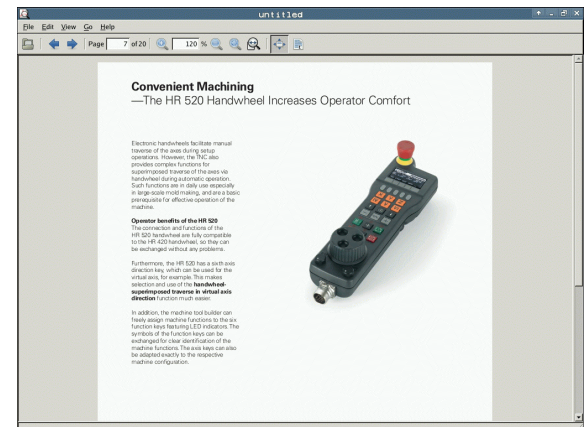 untitled
File Edit View Go Help
Page 7 of 20 120 %
Convenient Machining
—The HR 520 Handwheel Increases Operator Comfort
Electronic handwheels facilitate manual
traverse of the axes during setup
operations. However, the TNC also
provides complex functions for
superimposed traverse of the axes via
handwheel during automatic operation.
Such functions are in daily use especially
in large-scale mold making, and are a basic
prerequisite for effective operation of the
machine.
Operator benefits of the HR 520
The connection and functions of the
HR 520 handwheel are fully compatible
to the HR 420 handwheel, so they can
be exchanged without any problems.
Furthermore, the HR 520 has a sixth axis
direction key, which can be used for the
virtual axis, for example. This makes
selection and use of the handwheel-
superimposed traverse in virtual axis
direction function much easier.
In addition, the machine tool builder can
freely assign machine functions to the six
function keys featuring LED indicators. The
symbols of the function keys can be
exchanged for clear identification of the
machine functions. The axis keys can also
be adapted exactly to the respective
machine configuration.